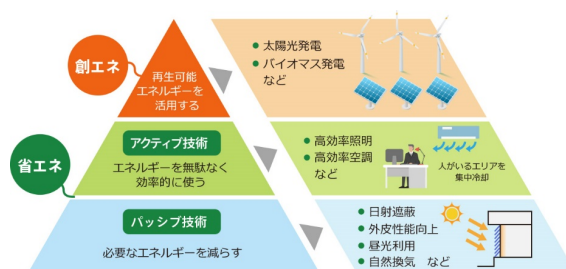 創エネ
再生可能
エネルギーを
活用する
● 太陽光発電
● バイオマス発電
など
省エネ
アクティブ技術
エネルギーを無駄なく
効率的に使う
● 高効率照明
● 高効率空調
など
人がいるエリアを
集中冷却
パッシブ技術
必要なエネルギーを減らす
● 日射遮蔽
● 外皮性能向上
● 昼光利用
● 自然換気 など